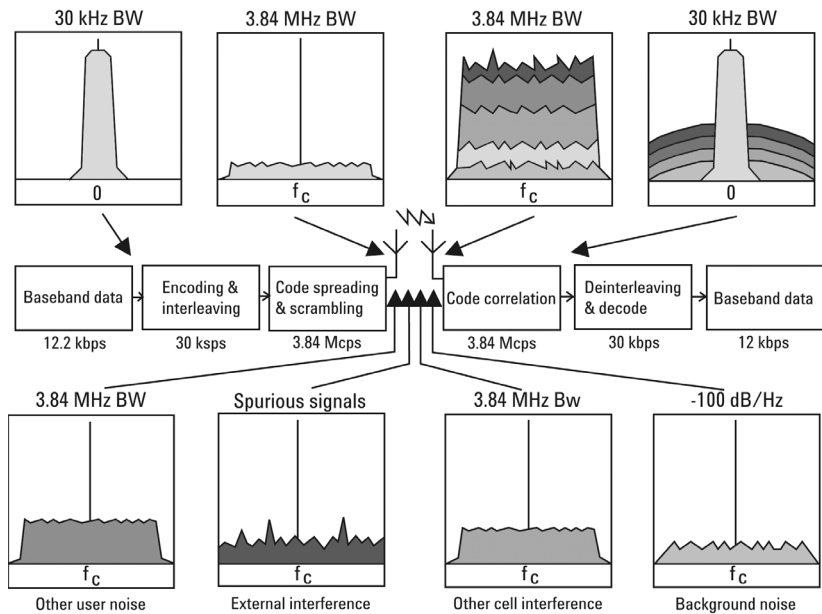 30 kHz BW
3.84 MHz BW
3.84 MHz BW
30 kHz BW
0
fc
fc
0
Baseband data
Encoding &
interleaving
Code spreading
& scrambling
Code correlation
Deinterleaving
& decode
Baseband data
12.2 kbps
30 ksps
3.84 Mcps
3.84 Mcps
30 kbps
12 kbps
3.84 MHz BW
Spurious signals
3.84 MHz Bw
-100 dB/Hz
fc
fc
fc
fc
Other user noise
External interference
Other cell interference
Background noise